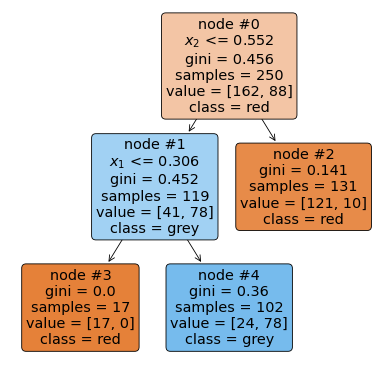 node #0
x₂ <= 0.552
gini = 0.456
samples = 250
value = [162, 88]
class = red
node #1
x₁ <= 0.306
gini = 0.452
samples = 119
value = [41, 78]
class = grey
node #2
gini = 0.141
samples = 131
value = [121, 10]
class = red
node #3
gini = 0.0
samples = 17
value = [17, 0]
class = red
node #4
gini = 0.36
samples = 102
value = [24, 78]
class = grey